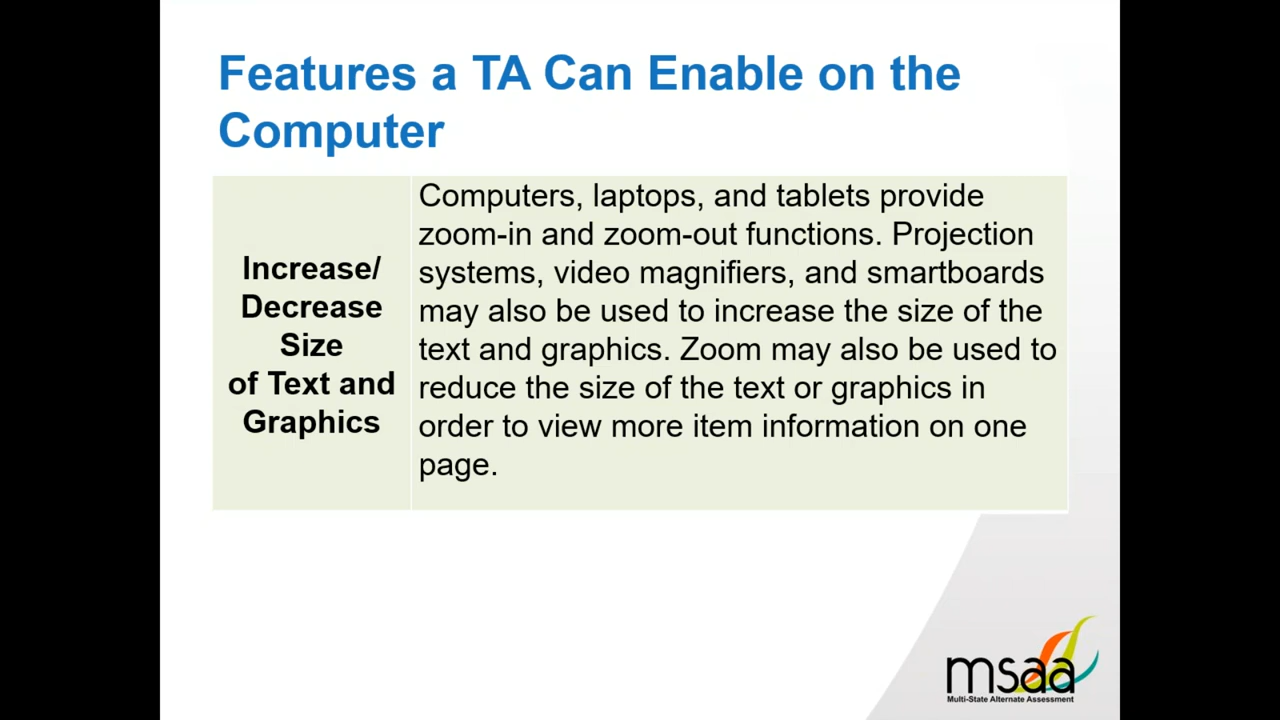 Features a TA Can Enable on the
Computer
Increase/
Decrease
Size
of Text and
Graphics
Computers, laptops, and tablets provide
zoom-in and zoom-out functions. Projection
systems, video magnifiers, and smartboards
may also be used to increase the size of the
text and graphics. Zoom may also be used to
reduce the size of the text or graphics in
order to view more item information on one
page.
msaa
Multi-State Alternate Assessment